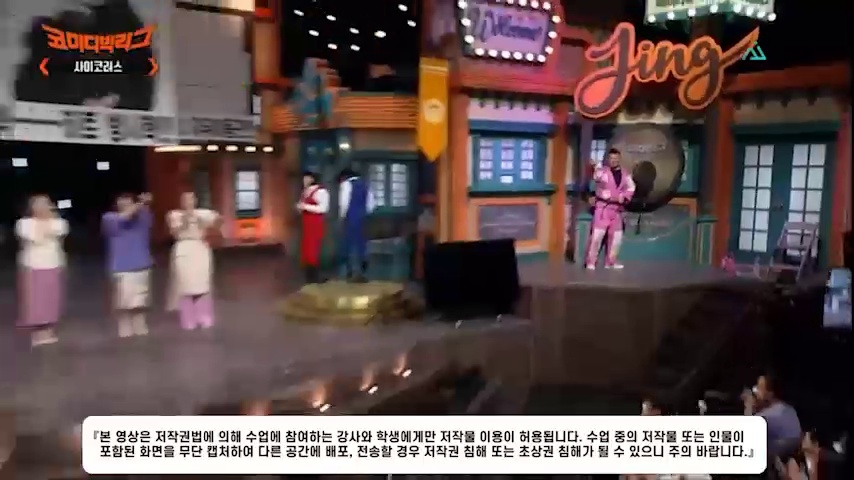 코미디빅리그
사이코러스
Welcome!
Jing
『본 영상은 저작권법에 의해 수업에 참여하는 강사와 학생에게만 저작물 이용이 허용됩니다. 수업 중의 저작물 또는 인물이
포함된 화면을 무단 캡처하여 다른 공간에 배포, 전송할 경우 저작권 침해 또는 초상권 침해가 될 수 있으니 주의 바랍니다.』